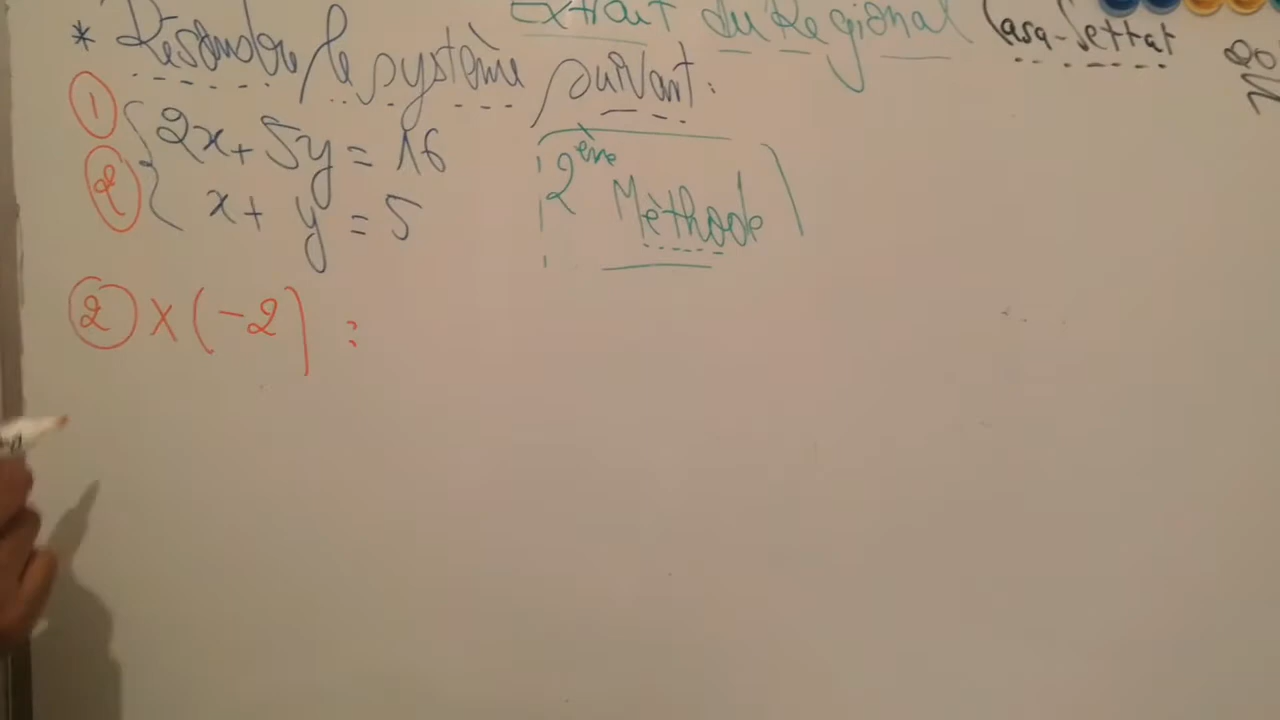 Extrait du Régional Casa-Settat
* Résoudre le système suivant :
① { 2x + 5y = 16
② { x + y = 5
2ème Méthode
② × (-2) :